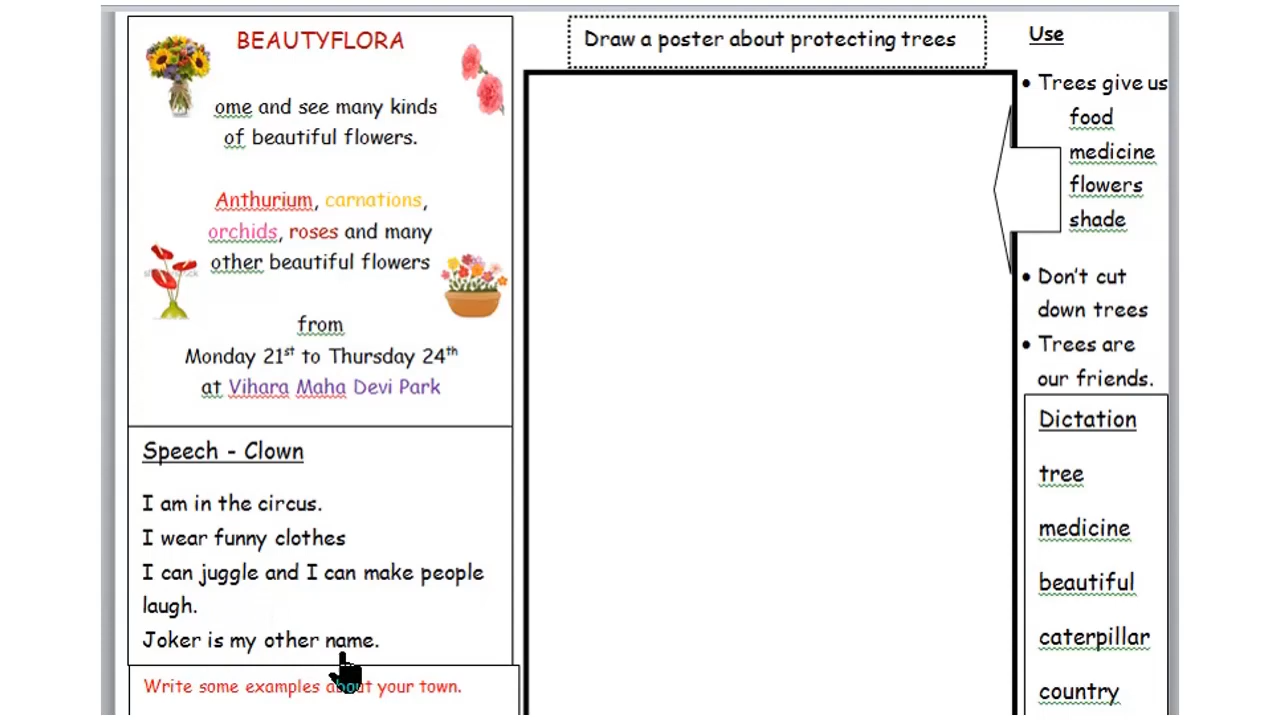 BEAUTYFLORA
ome and see many kinds
of beautiful flowers.
Anthurium, carnations,
orchids, roses and many
other beautiful flowers
from
Monday 21st to Thursday 24th
at Vihara Maha Devi Park
Speech - Clown
I am in the circus.
I wear funny clothes
I can juggle and I can make people
laugh.
Joker is my other name.
Write some examples about your town.
Draw a poster about protecting trees
Use
• Trees give us
food
medicine
flowers
shade
• Don't cut
down trees
• Trees are
our friends.
Dictation
tree
medicine
beautiful
caterpillar
country